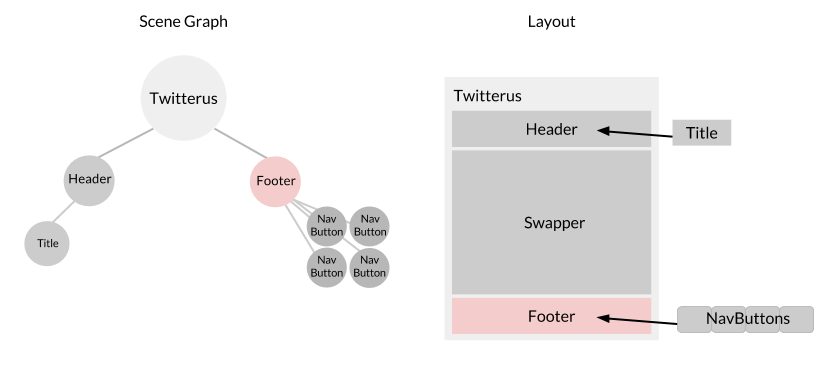 Scene Graph
Layout
Twitterus
Header
Footer
Title
Nav
Button
Nav
Button
Nav
Button
Nav
Button
Twitterus
Header
Title
Swapper
Footer
NavButtons